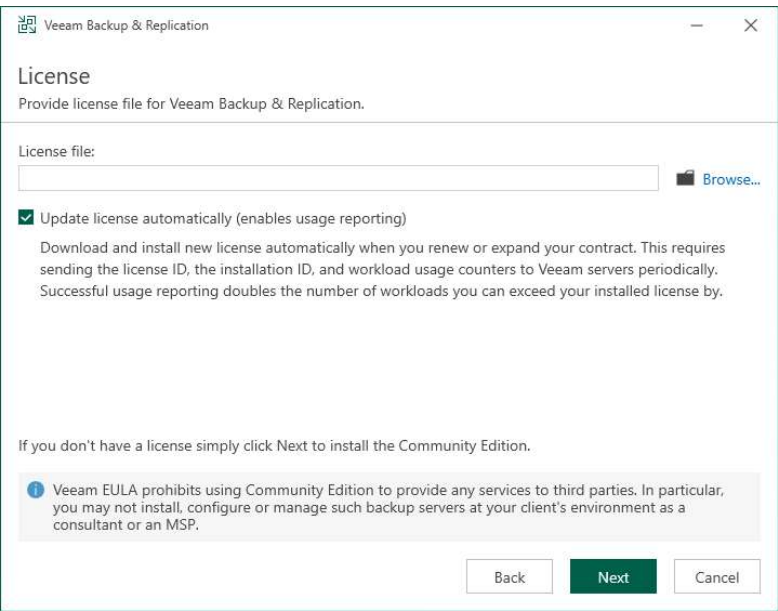 Veeam Backup & Replication
License
Provide license file for Veeam Backup & Replication.
License file:
Browse...
Update license automatically (enables usage reporting)
Download and install new license automatically when you renew or expand your contract. This requires
sending the license ID, the installation ID, and workload usage counters to Veeam servers periodically.
Successful usage reporting doubles the number of workloads you can exceed your installed license by.
If you don't have a license simply click Next to install the Community Edition.
Veeam EULA prohibits using Community Edition to provide any services to third parties. In particular,
you may not install, configure or manage such backup servers at your client's environment as a
consultant or an MSP.
Back
Next
Cancel